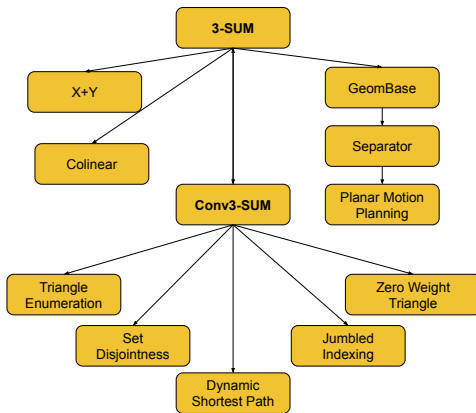 3-SUM
X+Y
GeomBase
Colinear
Separator
Conv3-SUM
Planar Motion
Planning
Triangle
Enumeration
Zero Weight
Triangle
Set
Disjointness
Jumbled
Indexing
Dynamic
Shortest Path